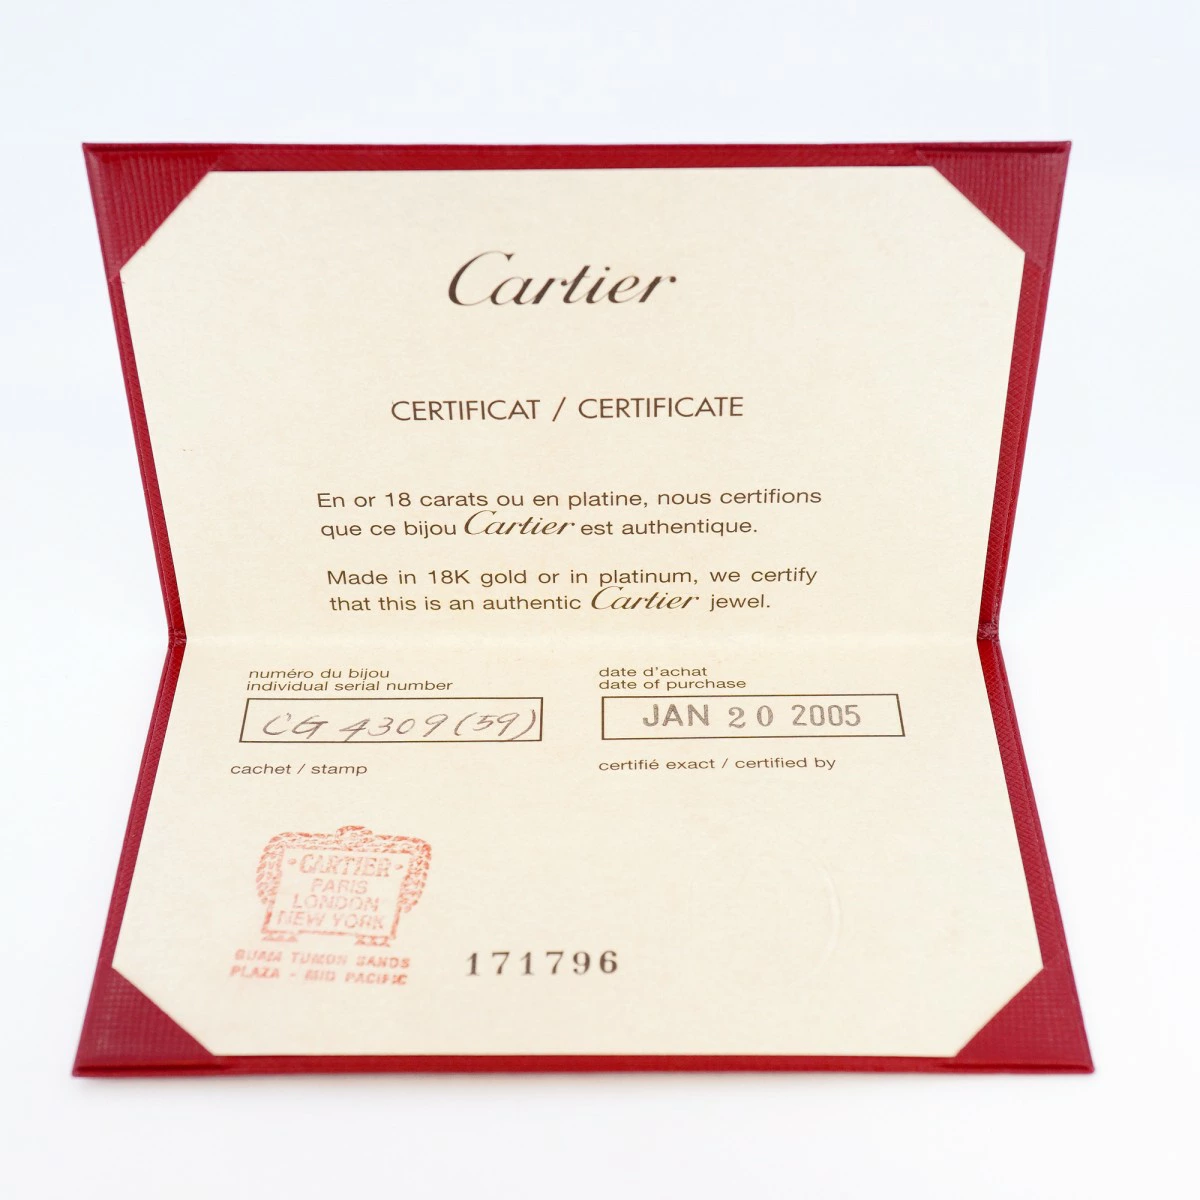 Cartier
CERTIFICAT / CERTIFICATE
En or 18 carats ou en platine, nous certifions
que ce bijou Cartier est authentique.
Made in 18K gold or in platinum, we certify
that this is an authentic Cartier jewel.
numéro du bijou
individual serial number
CG 4309 (59)
date d'achat
date of purchase
JAN 20 2005
cachet / stamp
certifié exact / certified by
CARTIER
PARIS
LONDON
NEW YORK
GUAM TUMON SANDS
PLAZA - MID PACIFIC
171796